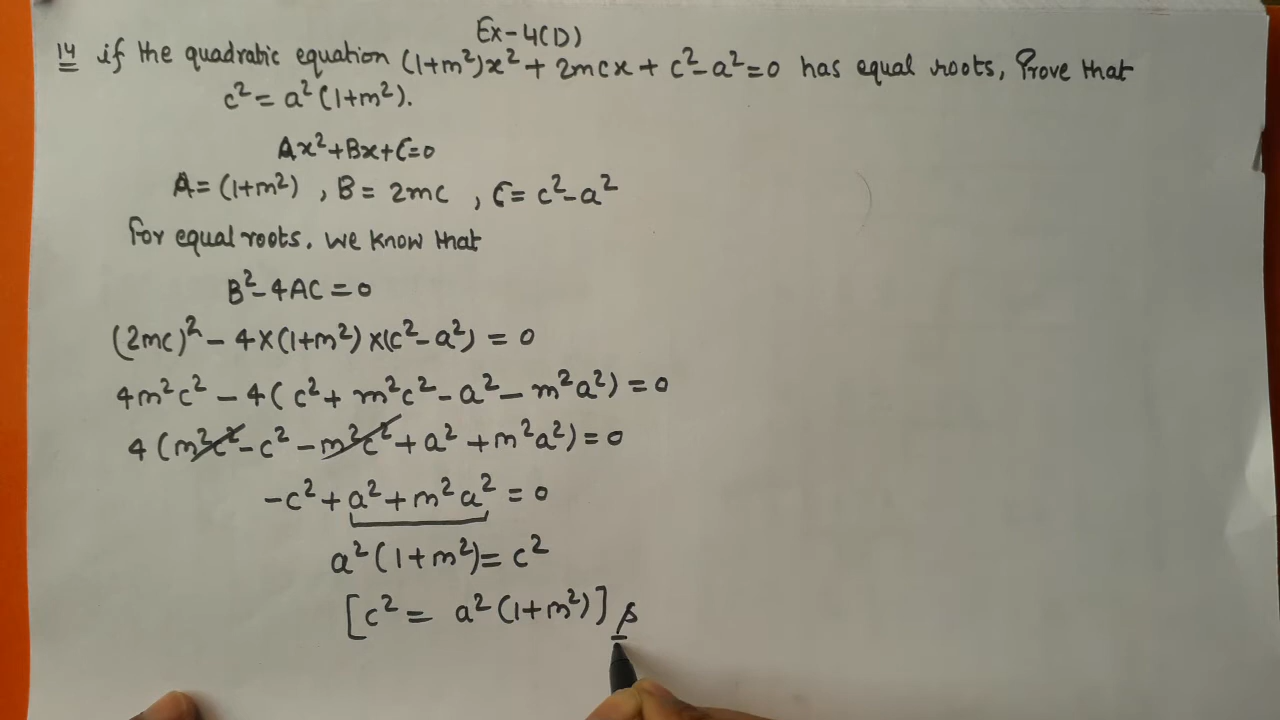 Ex-4(D)
14 if the quadratic equation (1+m²)x² + 2mcx + c²-a²=0 has equal roots, Prove that
c² = a²(1+m²).
Ax²+Bx+C=0
A= (1+m²) , B= 2mc , C= c²-a²
For equal roots. we know that
B²-4AC=0
(2mc)² - 4×(1+m²)×(c²-a²) = 0
4m²c² - 4( c²+ m²c²-a²- m²a²) = 0
4 (m²c²-c² -m²c²+a² +m²a²)=0
-c²+a²+m²a² = 0
a²(1+m²)= c²
[c² = a²(1+m²)]